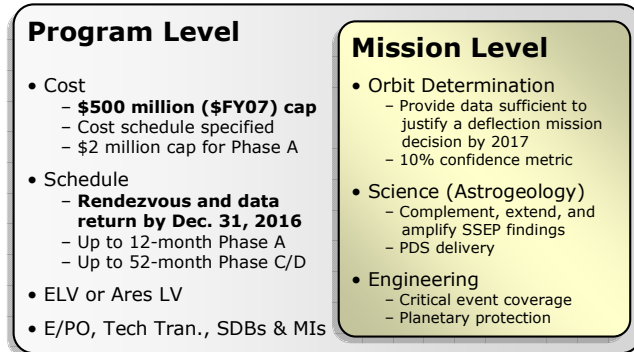 Program Level
• Cost
– $500 million ($FY07) cap
– Cost schedule specified
– $2 million cap for Phase A
• Schedule
– Rendezvous and data
return by Dec. 31, 2016
– Up to 12-month Phase A
– Up to 52-month Phase C/D
• ELV or Ares LV
• E/PO, Tech Tran., SDBs & MIs
Mission Level
• Orbit Determination
– Provide data sufficient to
justify a deflection mission
decision by 2017
– 10% confidence metric
• Science (Astrogeology)
– Complement, extend, and
amplify SSEP findings
– PDS delivery
• Engineering
– Critical event coverage
– Planetary protection